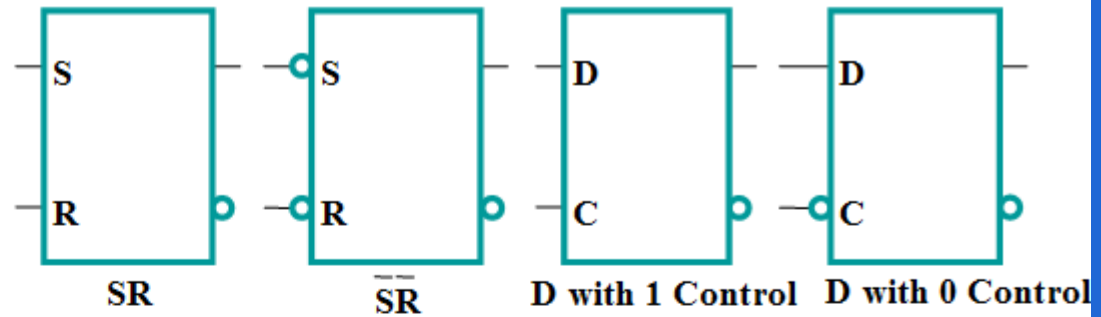 S
R
SR
S
R
S̅R̅
D
C
D with 1 Control
D
C
D with 0 Control